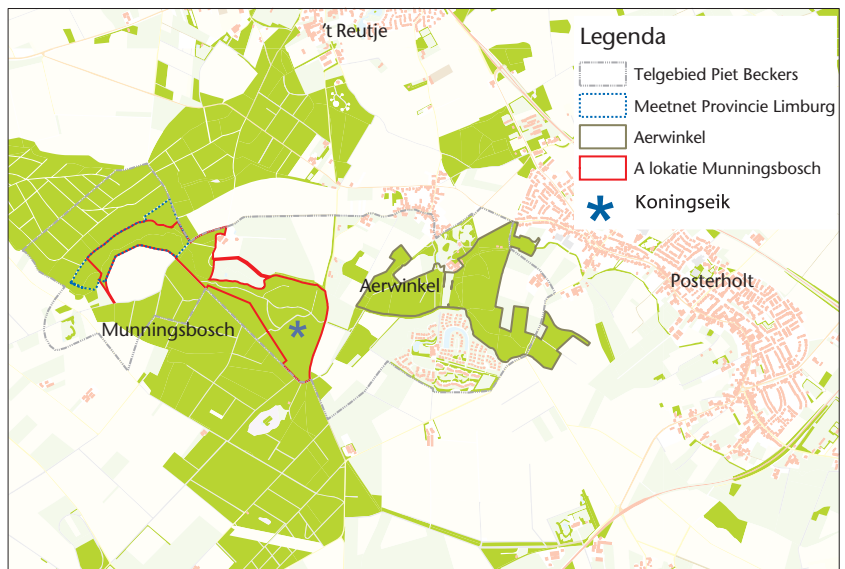 't Reutje
Legenda
Telgebied Piet Beckers
Meetnet Provincie Limburg
Aerwinkel
A lokatie Munningsbosch
Koningseik
Aerwinkel
Posterholt
Munningsbosch